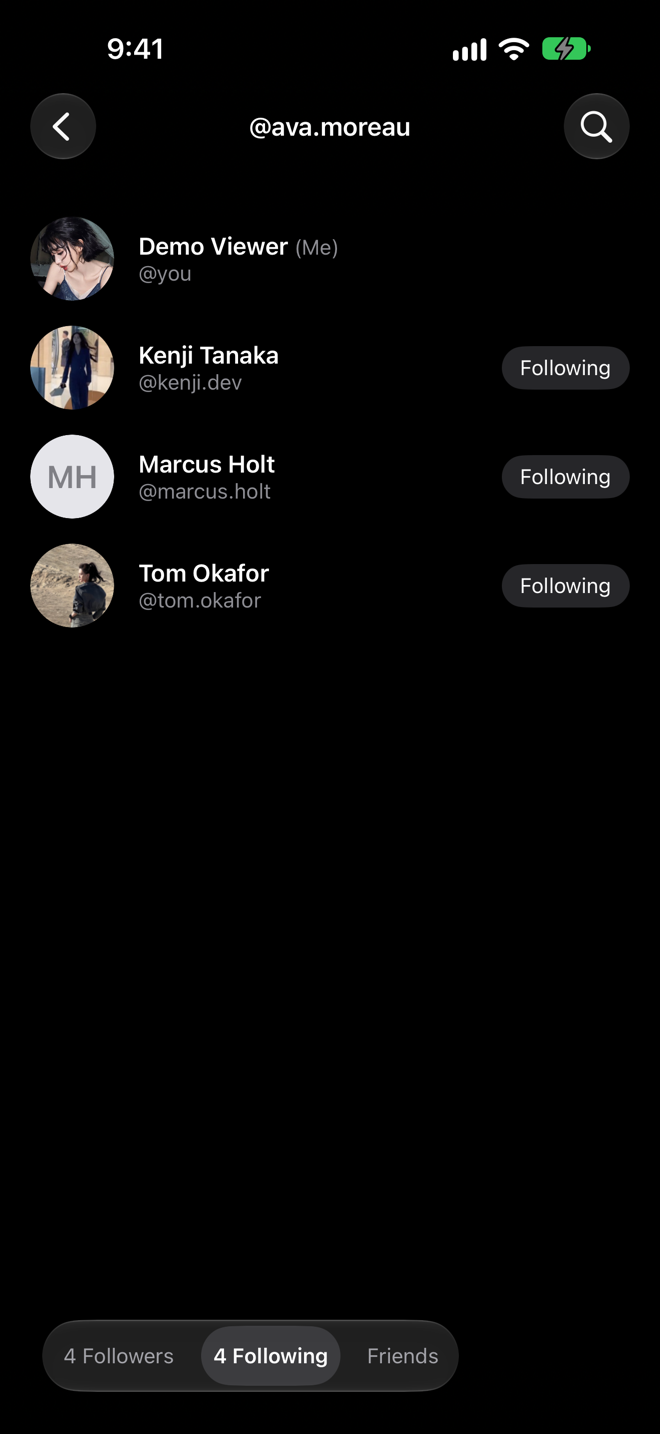 9:41
@ava.moreau
Demo Viewer (Me)
@you
Kenji Tanaka
@kenji.dev
Following
Marcus Holt
@marcus.holt
Following
MH
Tom Okafor
@tom.okafor
Following
4 Followers
4 Following
Friends